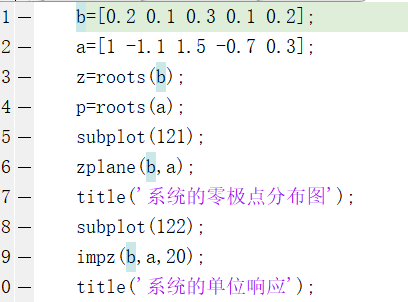 1 — b=[0.2 0.1 0.3 0.1 0.2];
2 — a=[1 -1.1 1.5 -0.7 0.3];
3 — z=roots(b);
4 — p=roots(a);
5 — subplot(121);
6 — zplane(b,a);
7 — title('系统的零极点分布图');
8 — subplot(122);
9 — impz(b,a,20);
0 — title('系统的单位响应');